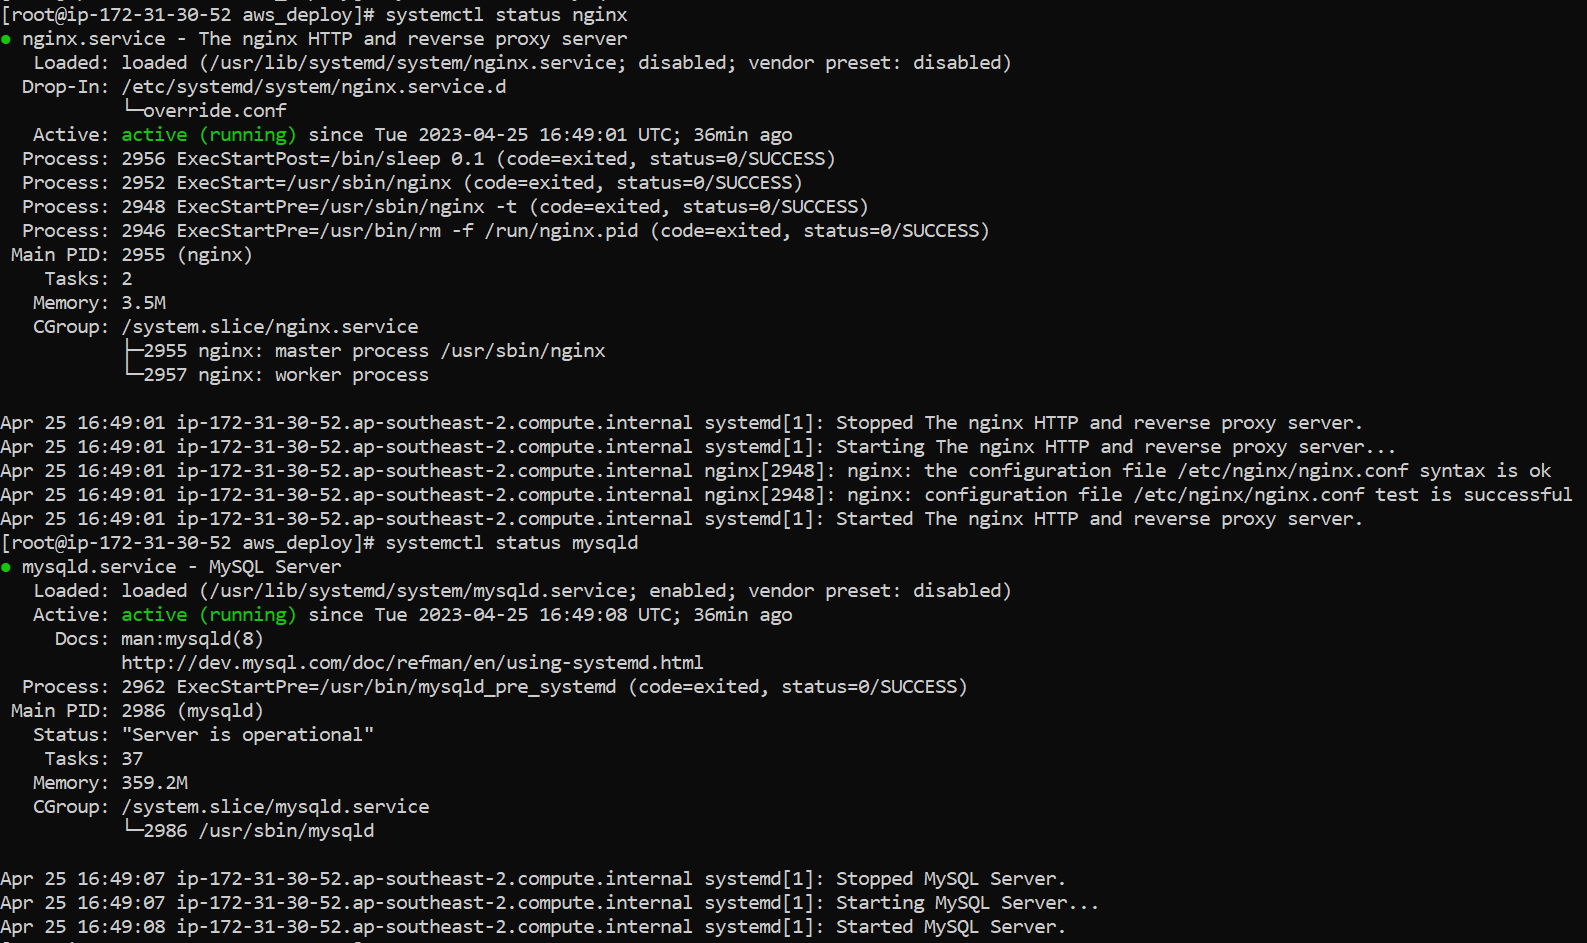 [root@ip-172-31-30-52 aws_deploy]# systemctl status nginx
● nginx.service - The nginx HTTP and reverse proxy server
   Loaded: loaded (/usr/lib/systemd/system/nginx.service; disabled; vendor preset: disabled)
  Drop-In: /etc/systemd/system/nginx.service.d
           └─override.conf
   Active: active (running) since Tue 2023-04-25 16:49:01 UTC; 36min ago
  Process: 2956 ExecStartPost=/bin/sleep 0.1 (code=exited, status=0/SUCCESS)
  Process: 2952 ExecStart=/usr/sbin/nginx (code=exited, status=0/SUCCESS)
  Process: 2948 ExecStartPre=/usr/sbin/nginx -t (code=exited, status=0/SUCCESS)
  Process: 2946 ExecStartPre=/usr/bin/rm -f /run/nginx.pid (code=exited, status=0/SUCCESS)
 Main PID: 2955 (nginx)
    Tasks: 2
   Memory: 3.5M
   CGroup: /system.slice/nginx.service
           ├─2955 nginx: master process /usr/sbin/nginx
           └─2957 nginx: worker process

Apr 25 16:49:01 ip-172-31-30-52.ap-southeast-2.compute.internal systemd[1]: Stopped The nginx HTTP and reverse proxy server.
Apr 25 16:49:01 ip-172-31-30-52.ap-southeast-2.compute.internal systemd[1]: Starting The nginx HTTP and reverse proxy server...
Apr 25 16:49:01 ip-172-31-30-52.ap-southeast-2.compute.internal nginx[2948]: nginx: the configuration file /etc/nginx/nginx.conf syntax is ok
Apr 25 16:49:01 ip-172-31-30-52.ap-southeast-2.compute.internal nginx[2948]: nginx: configuration file /etc/nginx/nginx.conf test is successful
Apr 25 16:49:01 ip-172-31-30-52.ap-southeast-2.compute.internal systemd[1]: Started The nginx HTTP and reverse proxy server.
[root@ip-172-31-30-52 aws_deploy]# systemctl status mysqld
● mysqld.service - MySQL Server
   Loaded: loaded (/usr/lib/systemd/system/mysqld.service; enabled; vendor preset: disabled)
   Active: active (running) since Tue 2023-04-25 16:49:08 UTC; 36min ago
     Docs: man:mysqld(8)
           http://dev.mysql.com/doc/refman/en/using-systemd.html
  Process: 2962 ExecStartPre=/usr/bin/mysqld_pre_systemd (code=exited, status=0/SUCCESS)
 Main PID: 2986 (mysqld)
   Status: "Server is operational"
    Tasks: 37
   Memory: 359.2M
   CGroup: /system.slice/mysqld.service
           └─2986 /usr/sbin/mysqld

Apr 25 16:49:07 ip-172-31-30-52.ap-southeast-2.compute.internal systemd[1]: Stopped MySQL Server.
Apr 25 16:49:07 ip-172-31-30-52.ap-southeast-2.compute.internal systemd[1]: Starting MySQL Server...
Apr 25 16:49:08 ip-172-31-30-52.ap-southeast-2.compute.internal systemd[1]: Started MySQL Server.